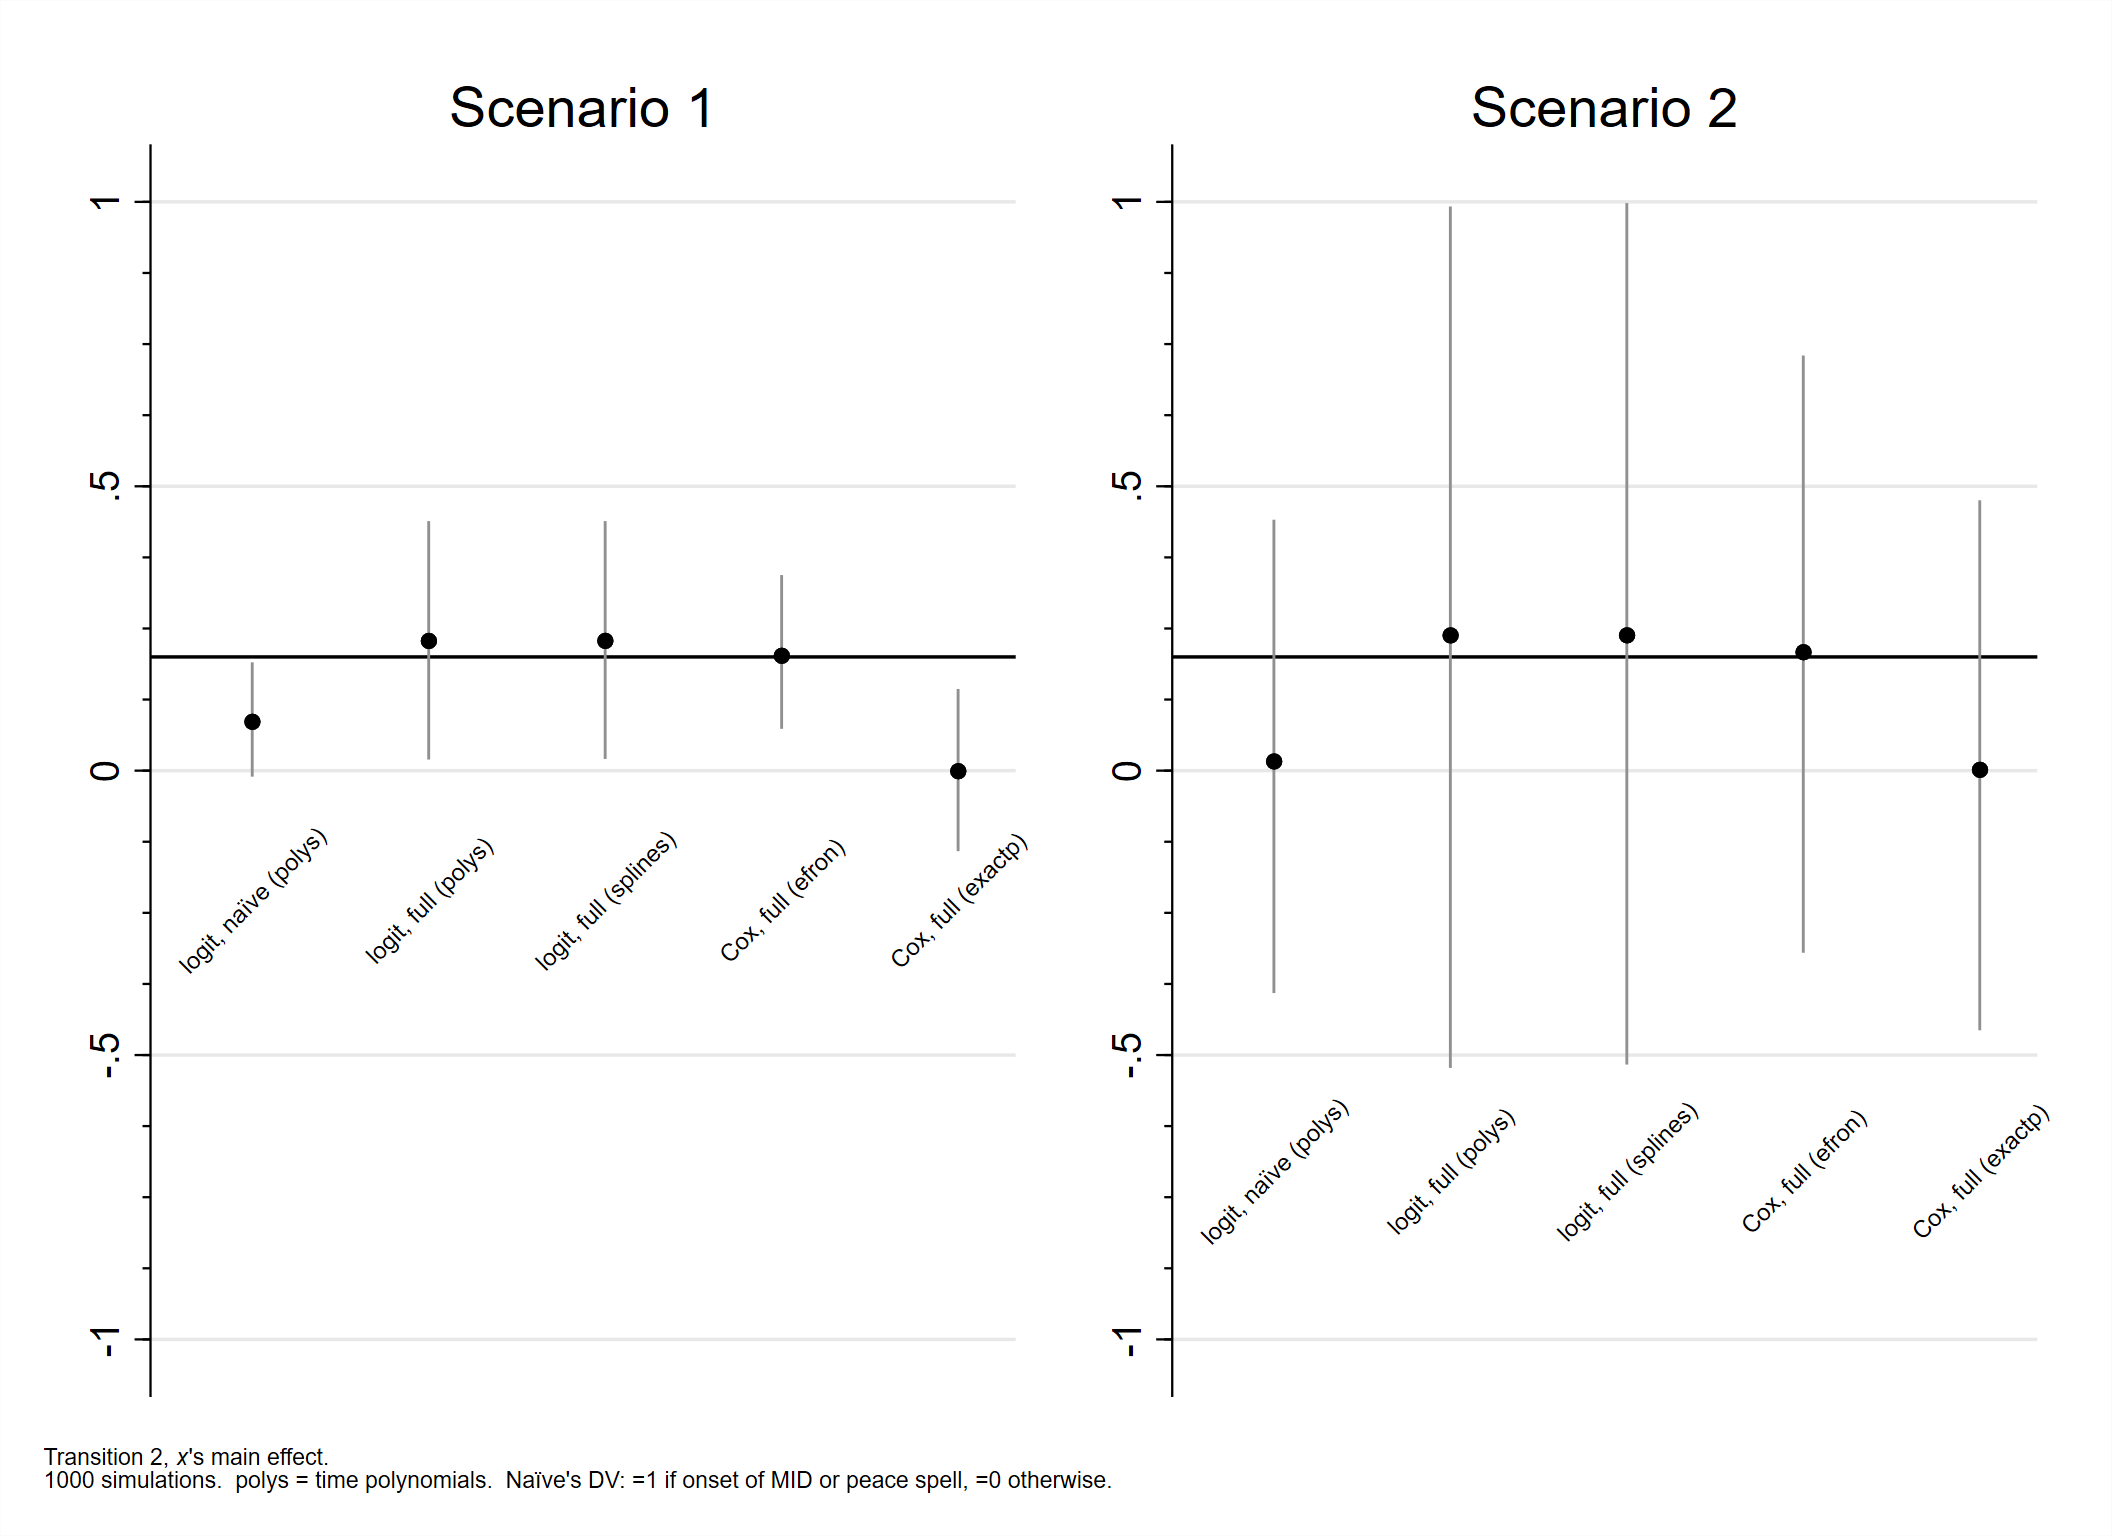 Scenario 1
1
.5
0
-.5
-1
logit, naïve (polys)
logit, full (polys)
logit, full (splines)
Cox, full (efron)
Cox, full (exactp)
Scenario 2
1
.5
0
-.5
-1
logit, naïve (polys)
logit, full (polys)
logit, full (splines)
Cox, full (efron)
Cox, full (exactp)
Transition 2, x's main effect.
1000 simulations.  polys = time polynomials.  Naïve's DV: =1 if onset of MID or peace spell, =0 otherwise.